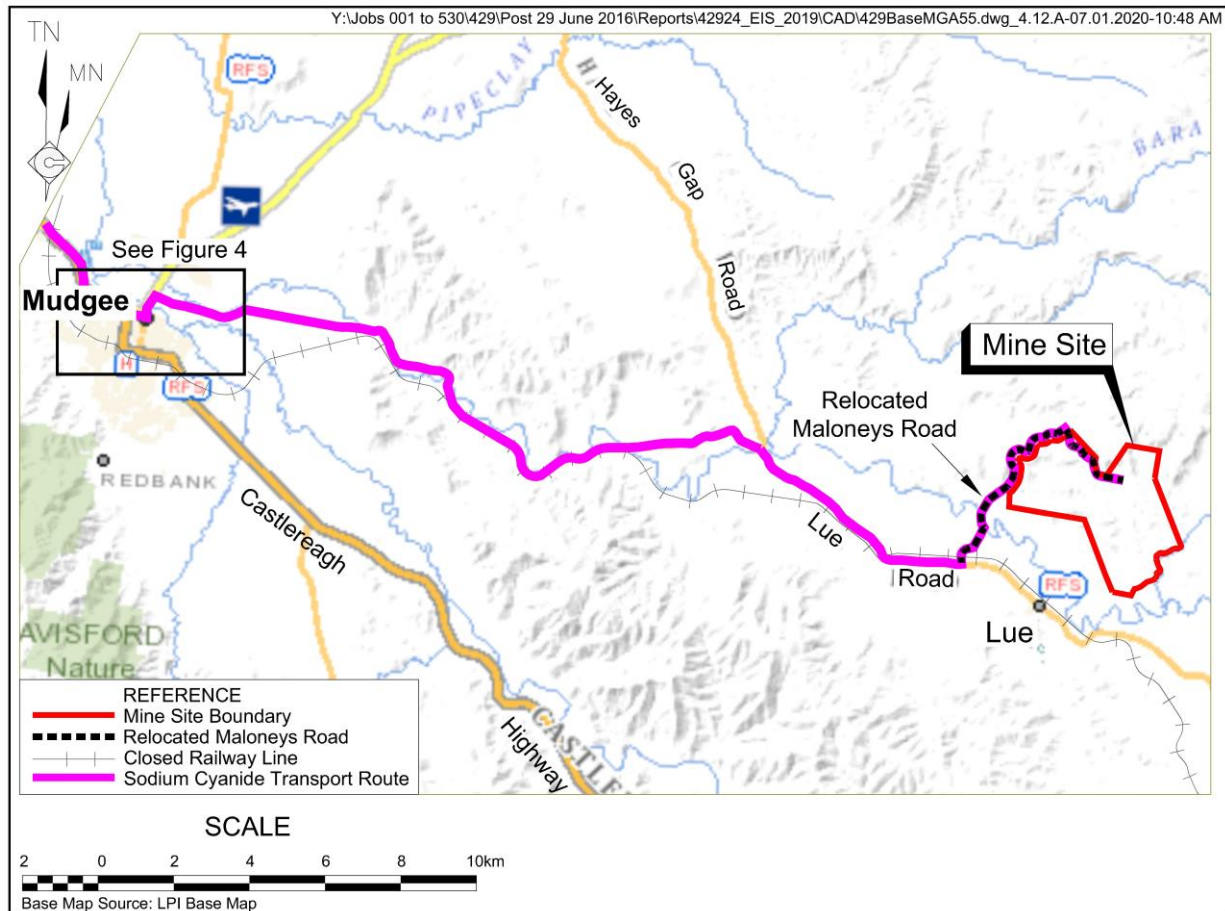 Y:\Jobs 001 to 530\429\Post 29 June 2016\Reports\42924_EIS_2019\CAD\429BaseMGA55.dwg_4.12.A-07.01.2020-10:48 AM
TN
MN
RFS
PIPECLAY
H
Hayes
Gap
Road
BARA
See Figure 4
Mudgee
H
RFS
Mine Site
Relocated
Maloneys Road
REDBANK
Castlereagh
Highway
Lue
Road
RFS
Lue
AVISFORD
Nature
CASTLE
REFERENCE
Mine Site Boundary
Relocated Maloneys Road
Closed Railway Line
Sodium Cyanide Transport Route
SCALE
2 0 2 4 6 8 10km
Base Map Source: LPI Base Map